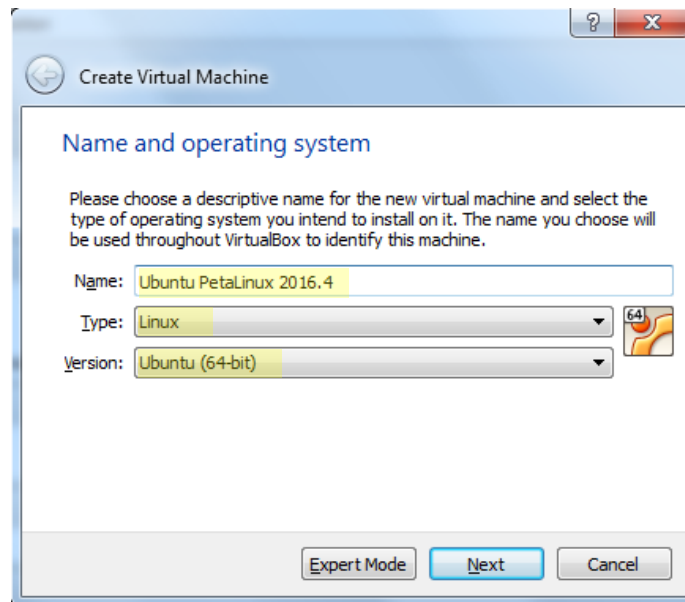 ?
X
Create Virtual Machine
Name and operating system
Please choose a descriptive name for the new virtual machine and select the
type of operating system you intend to install on it. The name you choose will
be used throughout VirtualBox to identify this machine.
Name: Ubuntu PetaLinux 2016.4
Type: Linux
64
Version: Ubuntu (64-bit)
Expert Mode Next Cancel